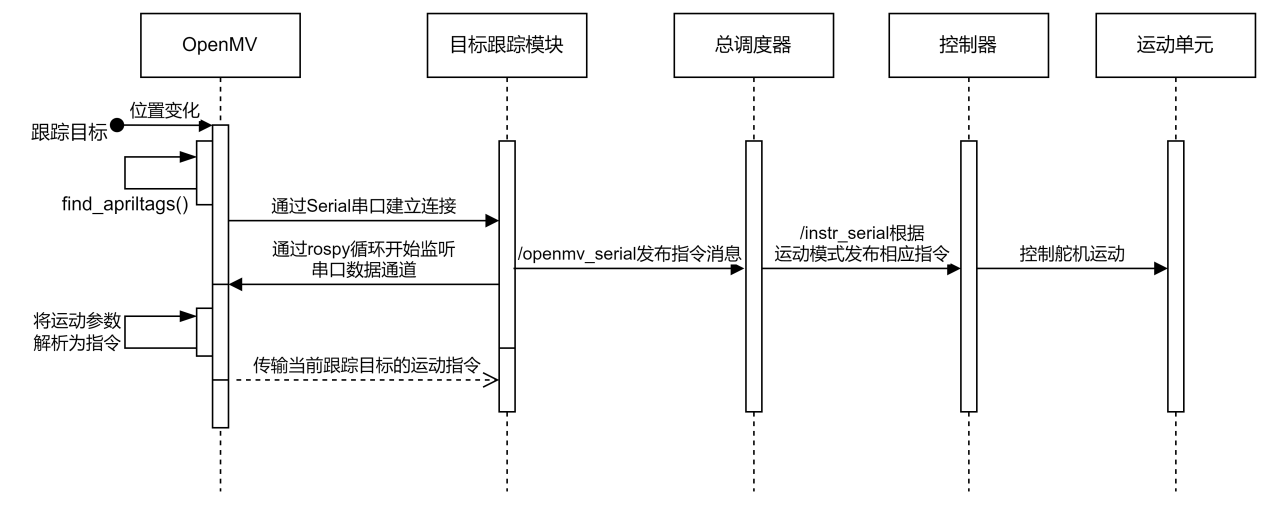 OpenMV
目标跟踪模块
总调度器
控制器
运动单元
位置变化
跟踪目标
find_apriltags()
通过Serial串口建立连接
通过rospy循环开始监听
串口数据通道
/openmv_serial发布指令消息
/instr_serial根据
运动模式发布相应指令
控制舵机运动
将运动参数
解析为指令
传输当前跟踪目标的运动指令